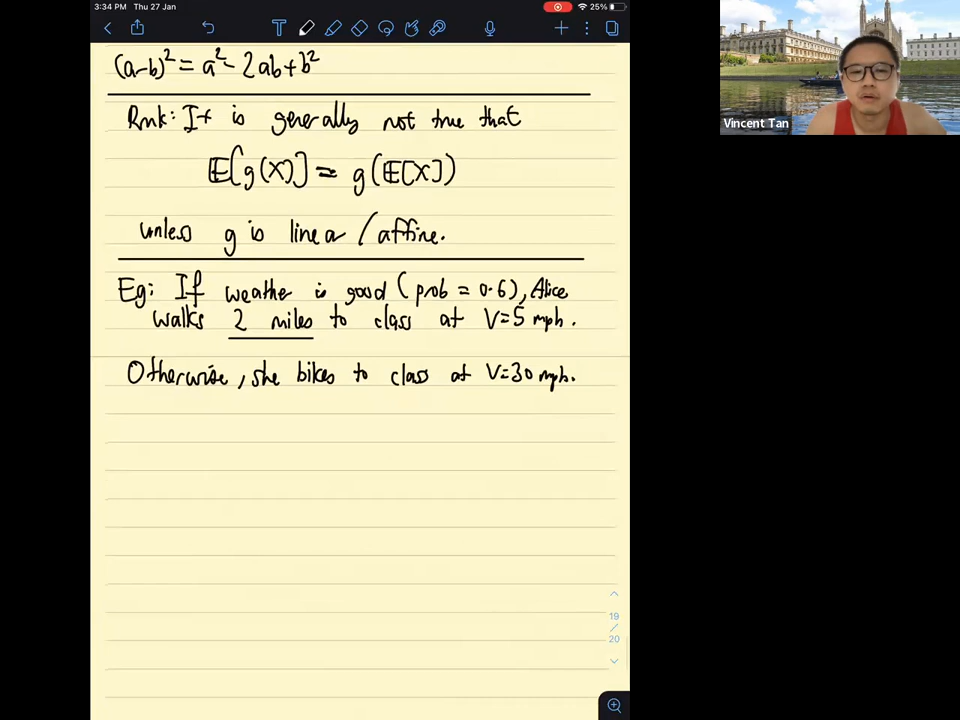 3:34 PM Thu 27 Jan
25%
(a-b)² = a² - 2ab + b²
Rmk: It is generally not true that
𝔼[g(X)] = g(𝔼[X])
unless g is linear / affine.
Eg: If weather is good (prob = 0.6), Alice
walks 2 miles to class at V=5 mph.
Otherwise, she bikes to class at V=30 mph.
19
/
20
Vincent Tan